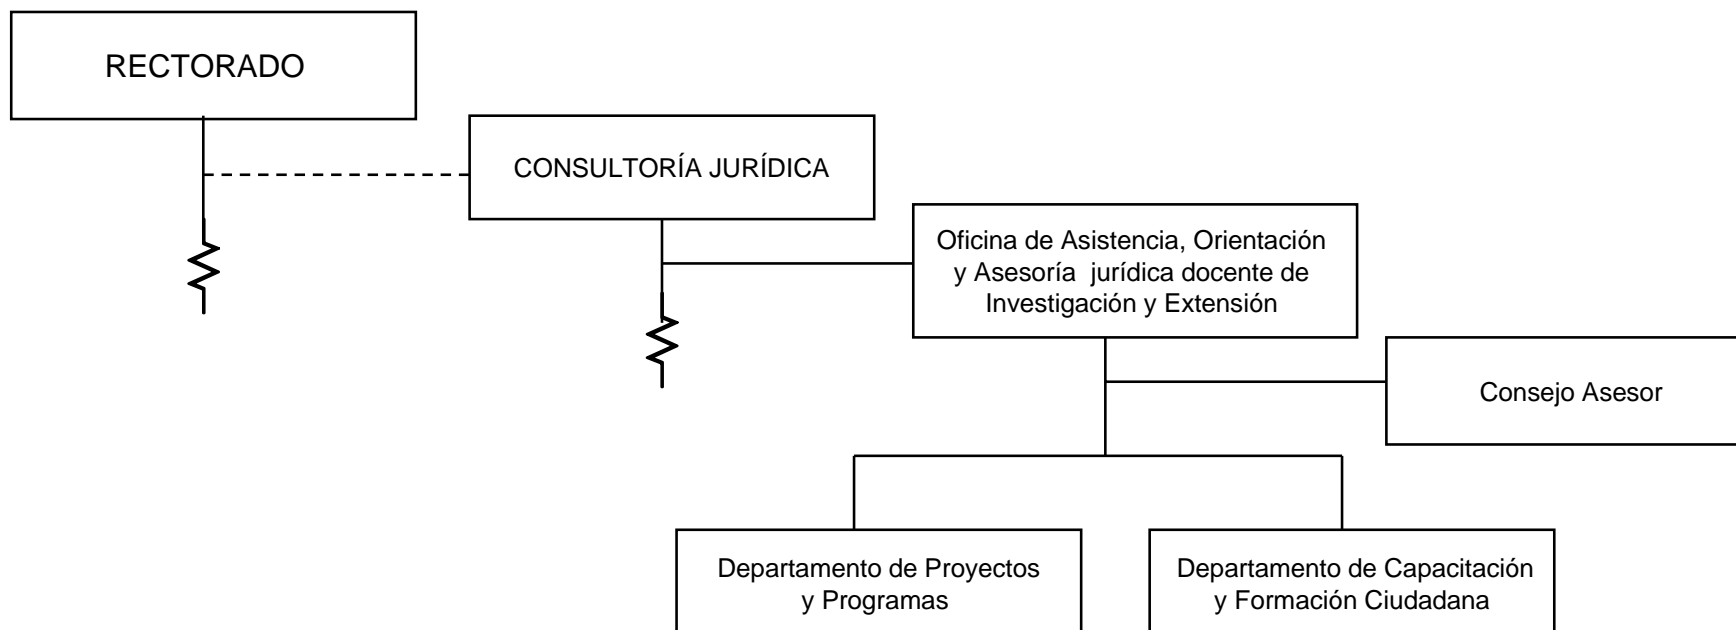 RECTORADO
CONSULTORÍA JURÍDICA
Oficina de Asistencia, Orientación
y Asesoría jurídica docente de
Investigación y Extensión
Consejo Asesor
Departamento de Proyectos
y Programas
Departamento de Capacitación
y Formación Ciudadana